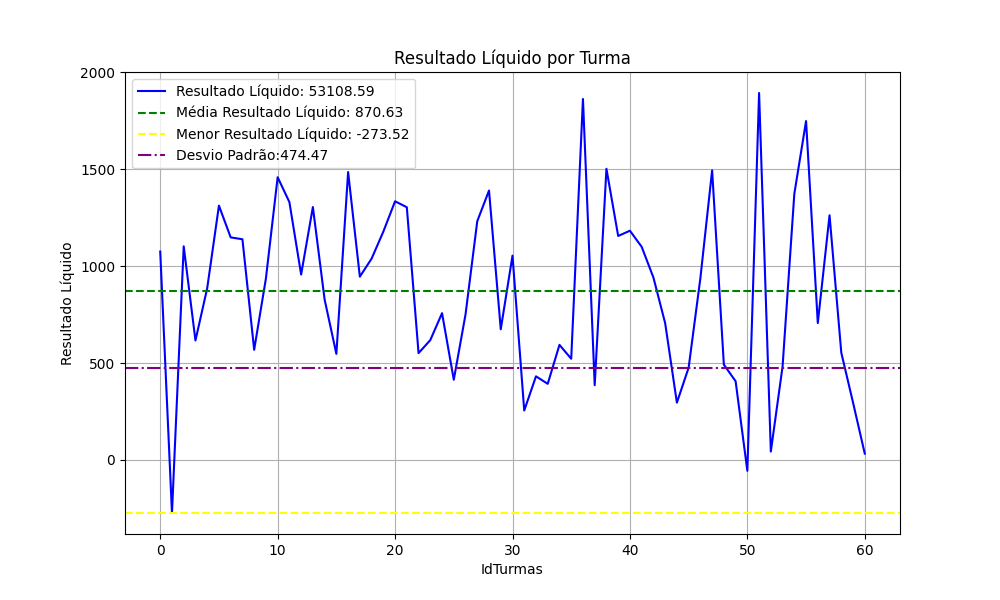 Resultado Líquido por Turma
Resultado Líquido: 53108.59
Média Resultado Líquido: 870.63
Menor Resultado Líquido: -273.52
Desvio Padrão:474.47
Resultado Líquido
2000
1500
1000
500
0
0 10 20 30 40 50 60
IdTurmas